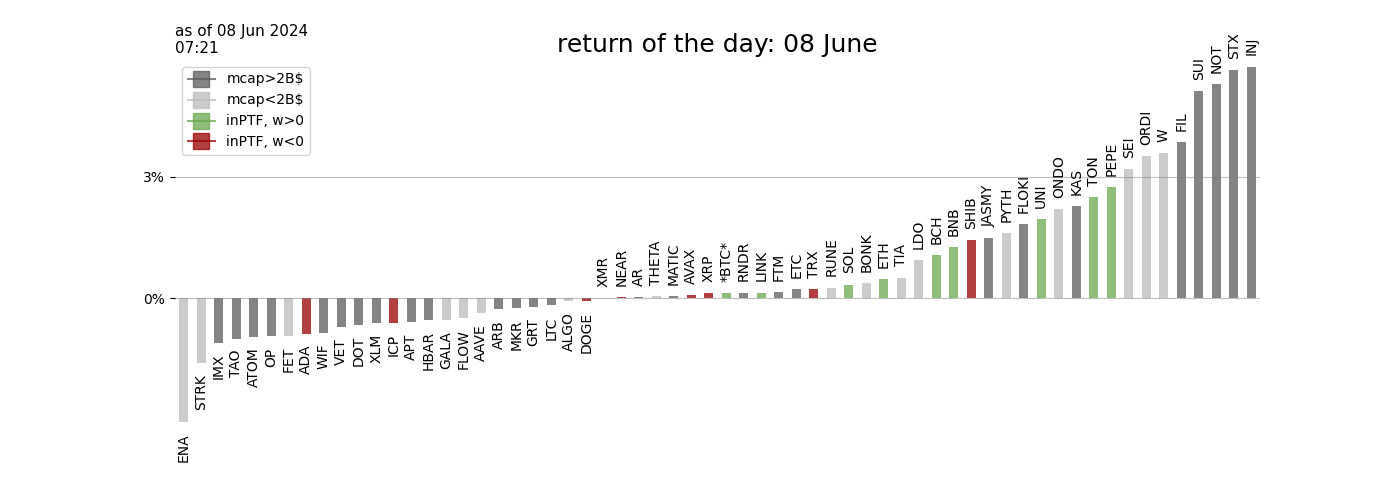 as of 08 Jun 2024
07:21
return of the day: 08 June
mcap>2B$
mcap<2B$
inPTF, w>0
inPTF, w<0
3%
0%
ENA
STRK
IMX
TAO
ATOM
OP
FET
ADA
WIF
VET
DOT
XLM
ICP
APT
HBAR
GALA
FLOW
AAVE
ARB
MKR
GRT
LTC
ALGO
DOGE
XMR
NEAR
AR
THETA
MATIC
AVAX
XRP
*BTC*
RNDR
LINK
FTM
ETC
TRX
RUNE
SOL
BONK
ETH
TIA
LDO
BCH
BNB
SHIB
JASMY
PYTH
FLOKI
UNI
ONDO
KAS
TON
PEPE
SEI
ORDI
W
FIL
SUI
NOT
STX
INJ